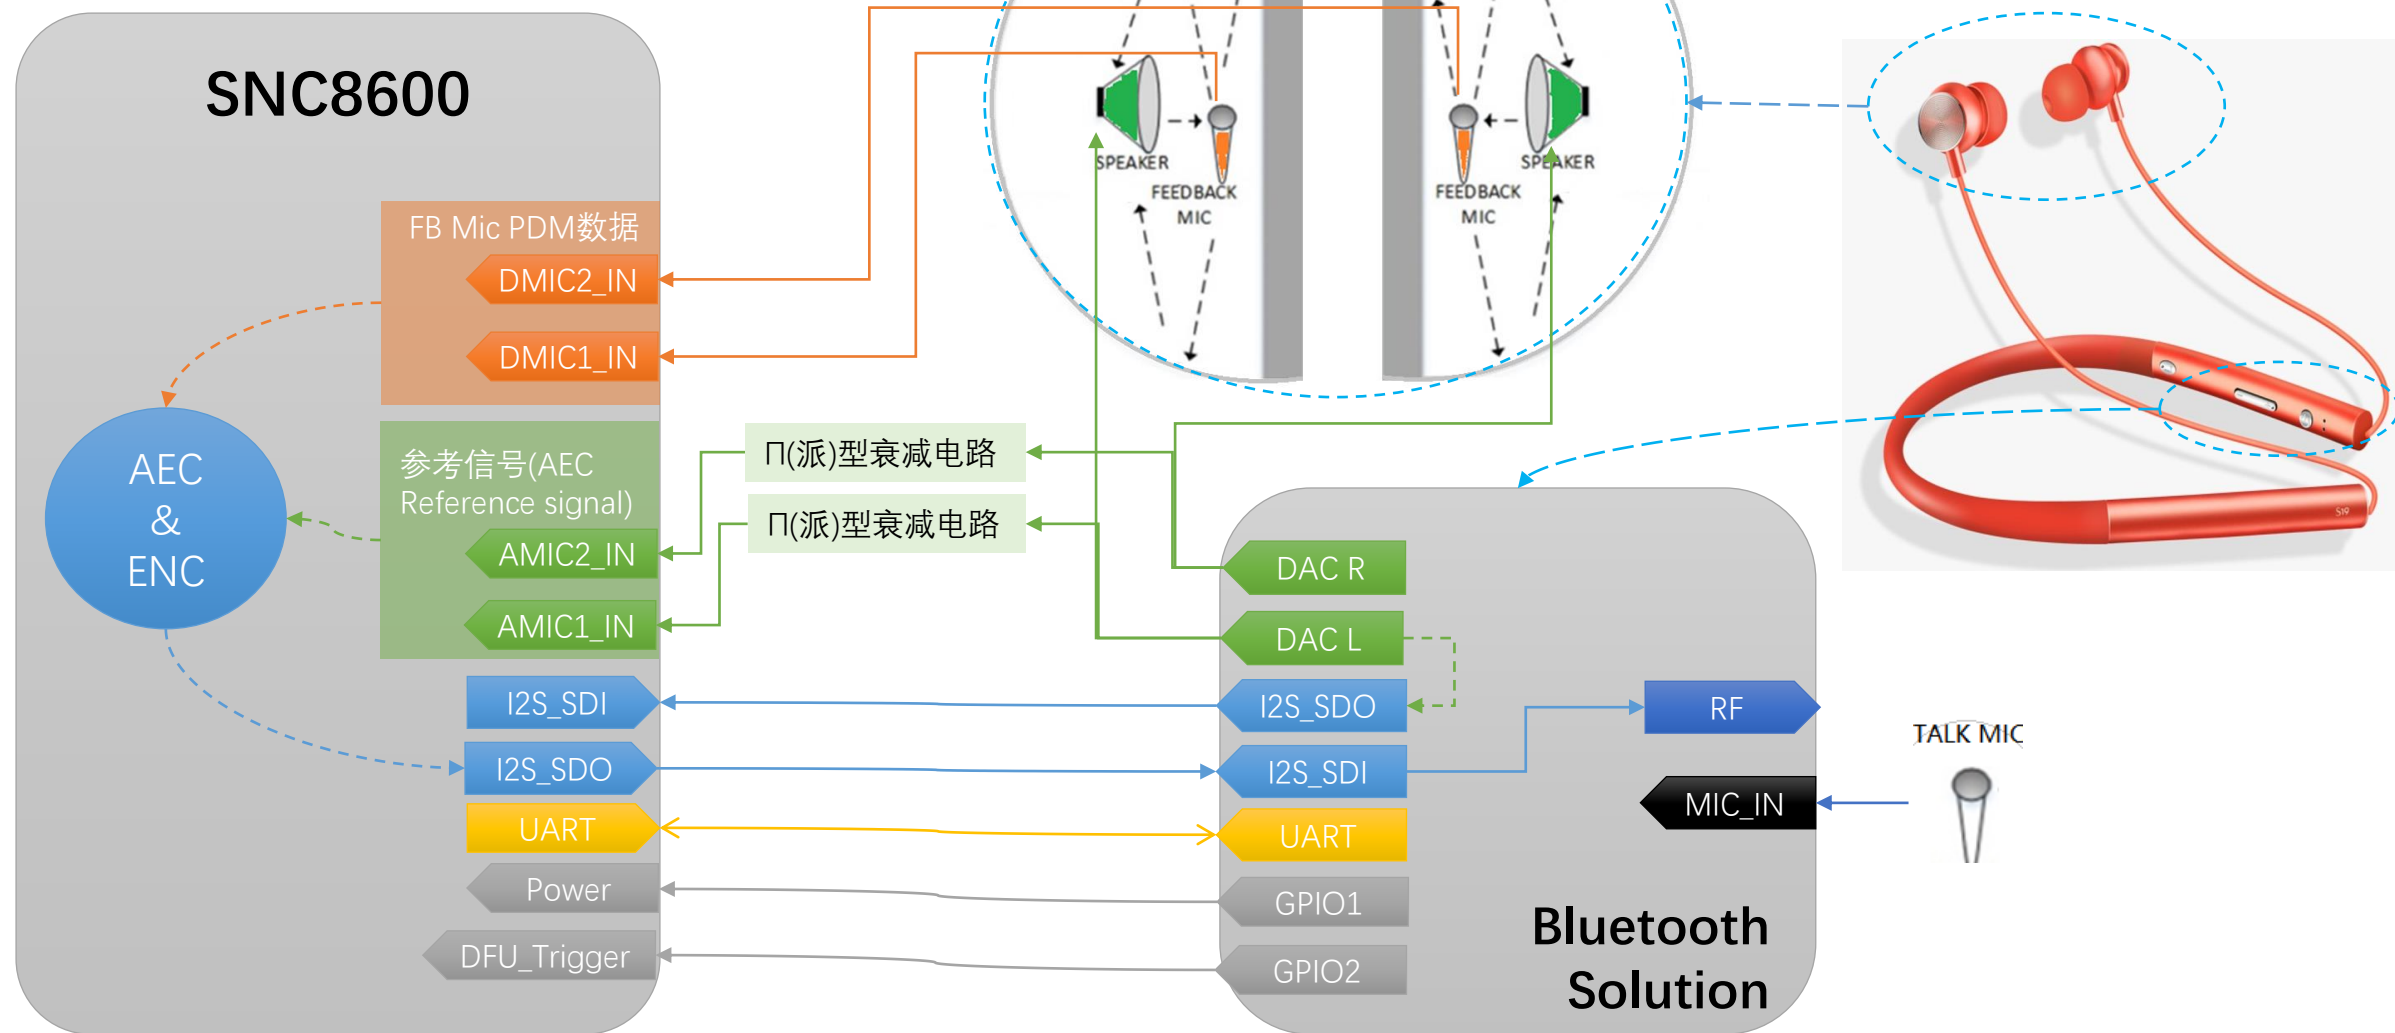 SNC8600
FB Mic PDM数据
DMIC2_IN
DMIC1_IN
AEC
&
ENC
参考信号(AEC
Reference signal)
AMIC2_IN
AMIC1_IN
I2S_SDI
I2S_SDO
UART
Power
DFU_Trigger
SPEAKER
FEEDBACK
MIC
SPEAKER
FEEDBACK
MIC
Π(派)型衰减电路
Π(派)型衰减电路
DAC R
DAC L
I2S_SDO
I2S_SDI
UART
GPIO1
GPIO2
RF
MIC_IN
Bluetooth
Solution
TALK MIC
S19